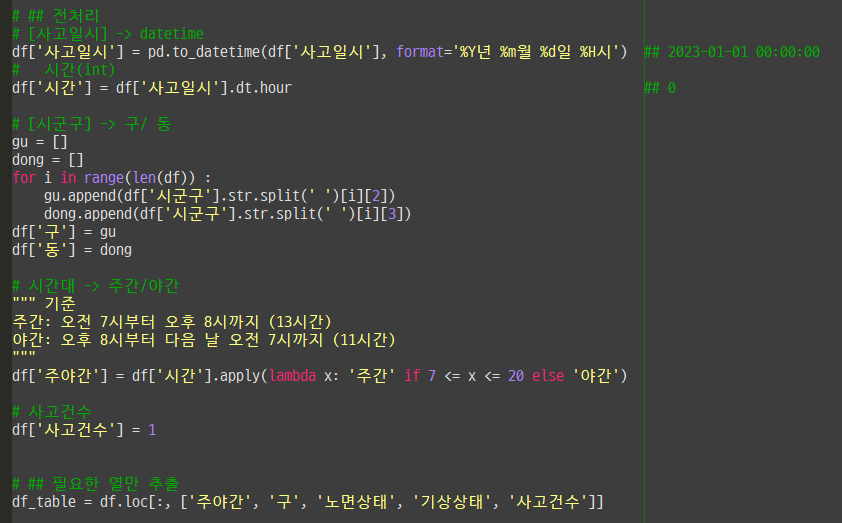 # ## 전처리
# [사고일시] -> datetime
df['사고일시'] = pd.to_datetime(df['사고일시'], format='%Y년 %m월 %d일 %H시')  ## 2023-01-01 00:00:00
#   시간(int)
df['시간'] = df['사고일시'].dt.hour  ## 0
# [시군구] -> 구/ 동
gu = []
dong = []
for i in range(len(df)) :
    gu.append(df['시군구'].str.split(' ')[i][2])
    dong.append(df['시군구'].str.split(' ')[i][3])
df['구'] = gu
df['동'] = dong
# 시간대 -> 주간/야간
""" 기준
주간: 오전 7시부터 오후 8시까지 (13시간)
야간: 오후 8시부터 다음 날 오전 7시까지 (11시간)
"""
df['주야간'] = df['시간'].apply(lambda x: '주간' if 7 <= x <= 20 else '야간')
# 사고건수
df['사고건수'] = 1
# ## 필요한 열만 추출
df_table = df.loc[:, ['주야간', '구', '노면상태', '기상상태', '사고건수']]